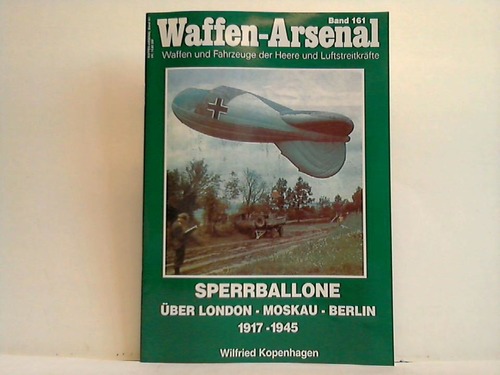 Band 161
Waffen-Arsenal
Waffen und Fahrzeuge der Heere und Luftstreitkräfte
SPERRBALLONE
ÜBER LONDON - MOSKAU - BERLIN
1917 - 1945
Wilfried Kopenhagen